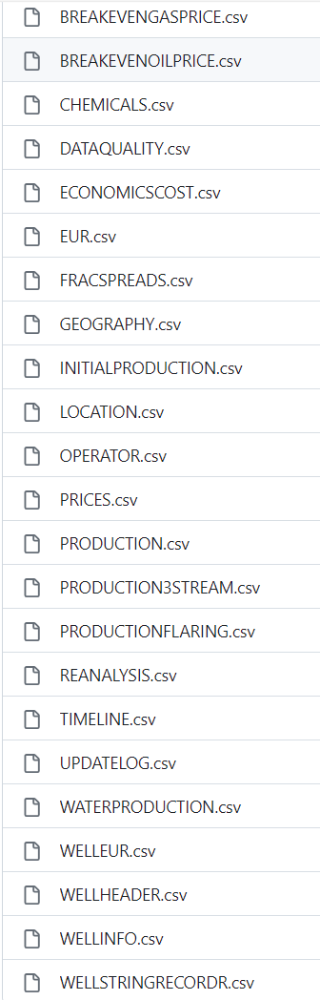 BREAKEVENGASPRICE.csv
BREAKEVENOILPRICE.csv
CHEMICALS.csv
DATAQUALITY.csv
ECONOMICSCOST.csv
EUR.csv
FRACSPREADS.csv
GEOGRAPHY.csv
INITIALPRODUCTION.csv
LOCATION.csv
OPERATOR.csv
PRICES.csv
PRODUCTION.csv
PRODUCTION3STREAM.csv
PRODUCTIONFLARING.csv
REANALYSIS.csv
TIMELINE.csv
UPDATELOG.csv
WATERPRODUCTION.csv
WELLEUR.csv
WELLHEADER.csv
WELLINFO.csv
WELLSTRINGRECORDR.csv